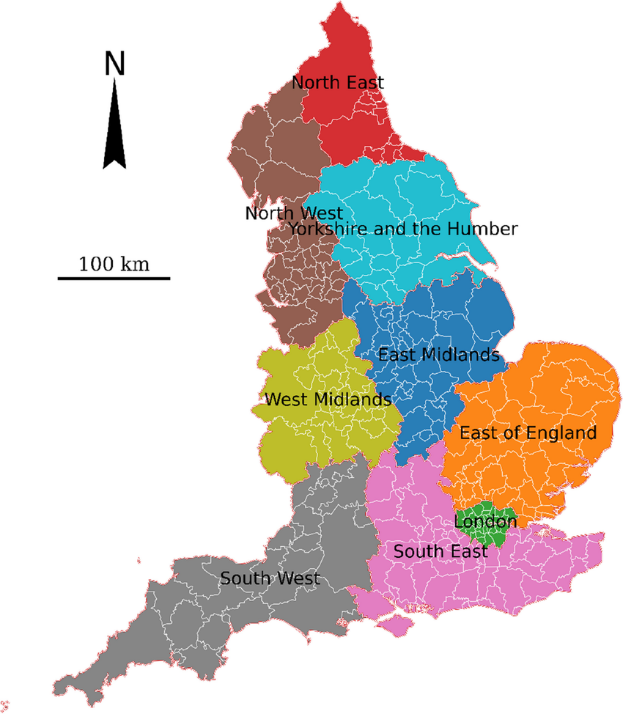 N
North East
North West
Yorkshire and the Humber
100 km
East Midlands
West Midlands
East of England
London
South East
South West